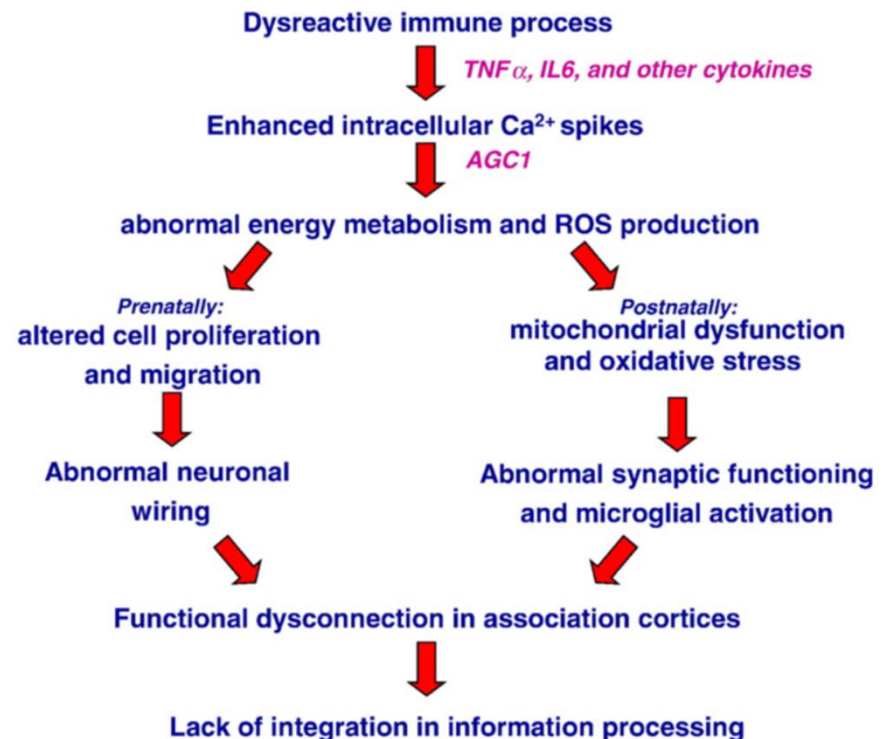 Dysreactive immune process
TNFα, IL6, and other cytokines
Enhanced intracellular Ca²⁺ spikes
AGC1
abnormal energy metabolism and ROS production
Prenatally:
altered cell proliferation
and migration
Postnatally:
mitochondrial dysfunction
and oxidative stress
Abnormal neuronal
wiring
Abnormal synaptic functioning
and microglial activation
Functional dysconnection in association cortices
Lack of integration in information processing